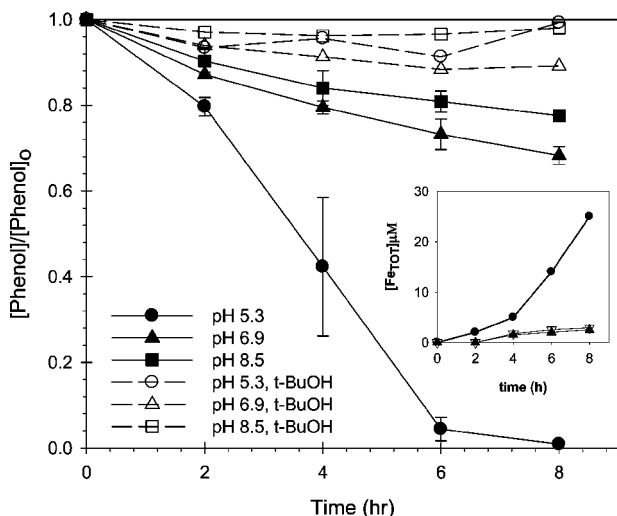 [Phenol]/[Phenol]O
1.0
0.8
0.6
0.4
0.2
0.0
0
2
4
6
8
Time (hr)
pH 5.3
pH 6.9
pH 8.5
pH 5.3, t-BuOH
pH 6.9, t-BuOH
pH 8.5, t-BuOH
[FeTOT]μM
30
20
10
0
0
2
4
6
8
time (h)